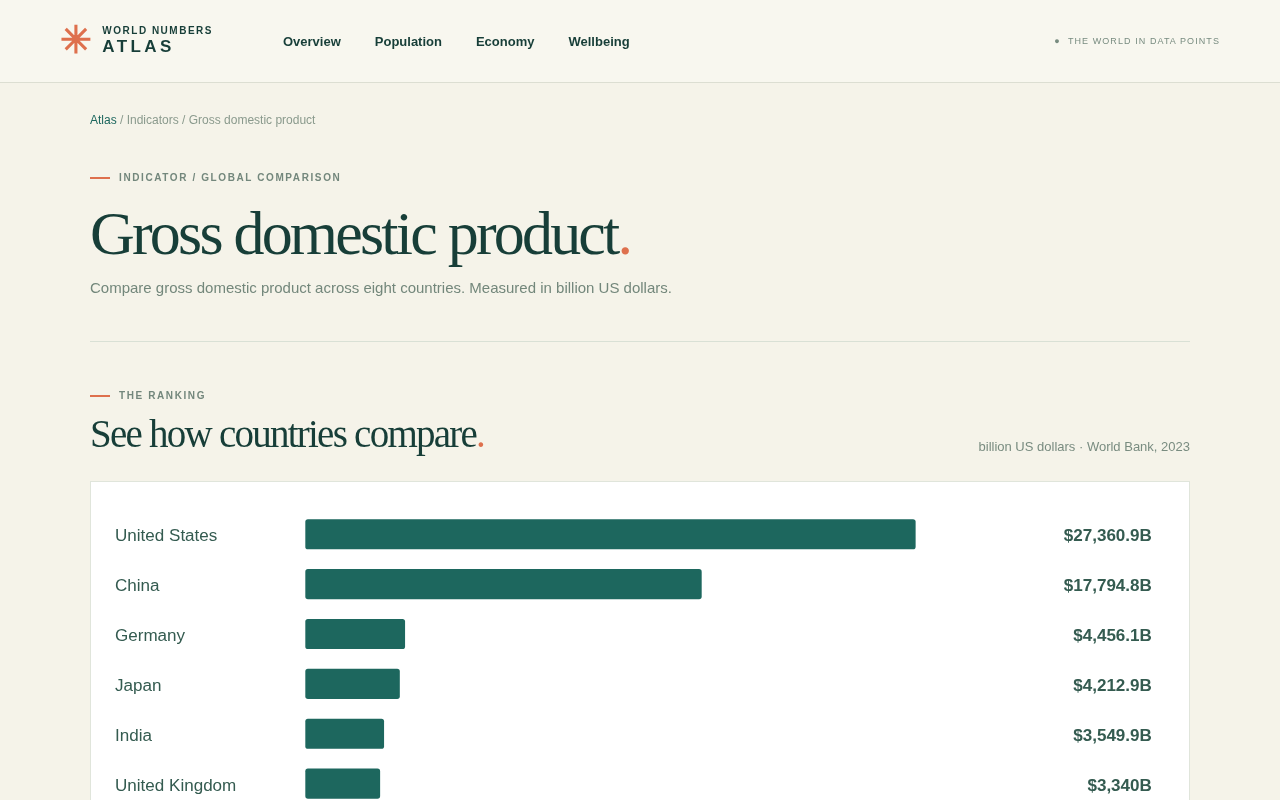 WORLD NUMBERS
ATLAS
Overview Population Economy Wellbeing
• THE WORLD IN DATA POINTS
Atlas / Indicators / Gross domestic product
INDICATOR / GLOBAL COMPARISON
Gross domestic product.
Compare gross domestic product across eight countries. Measured in billion US dollars.
THE RANKING
See how countries compare.
billion US dollars · World Bank, 2023
United States $27,360.9B
China $17,794.8B
Germany $4,456.1B
Japan $4,212.9B
India $3,549.9B
United Kingdom $3,340B